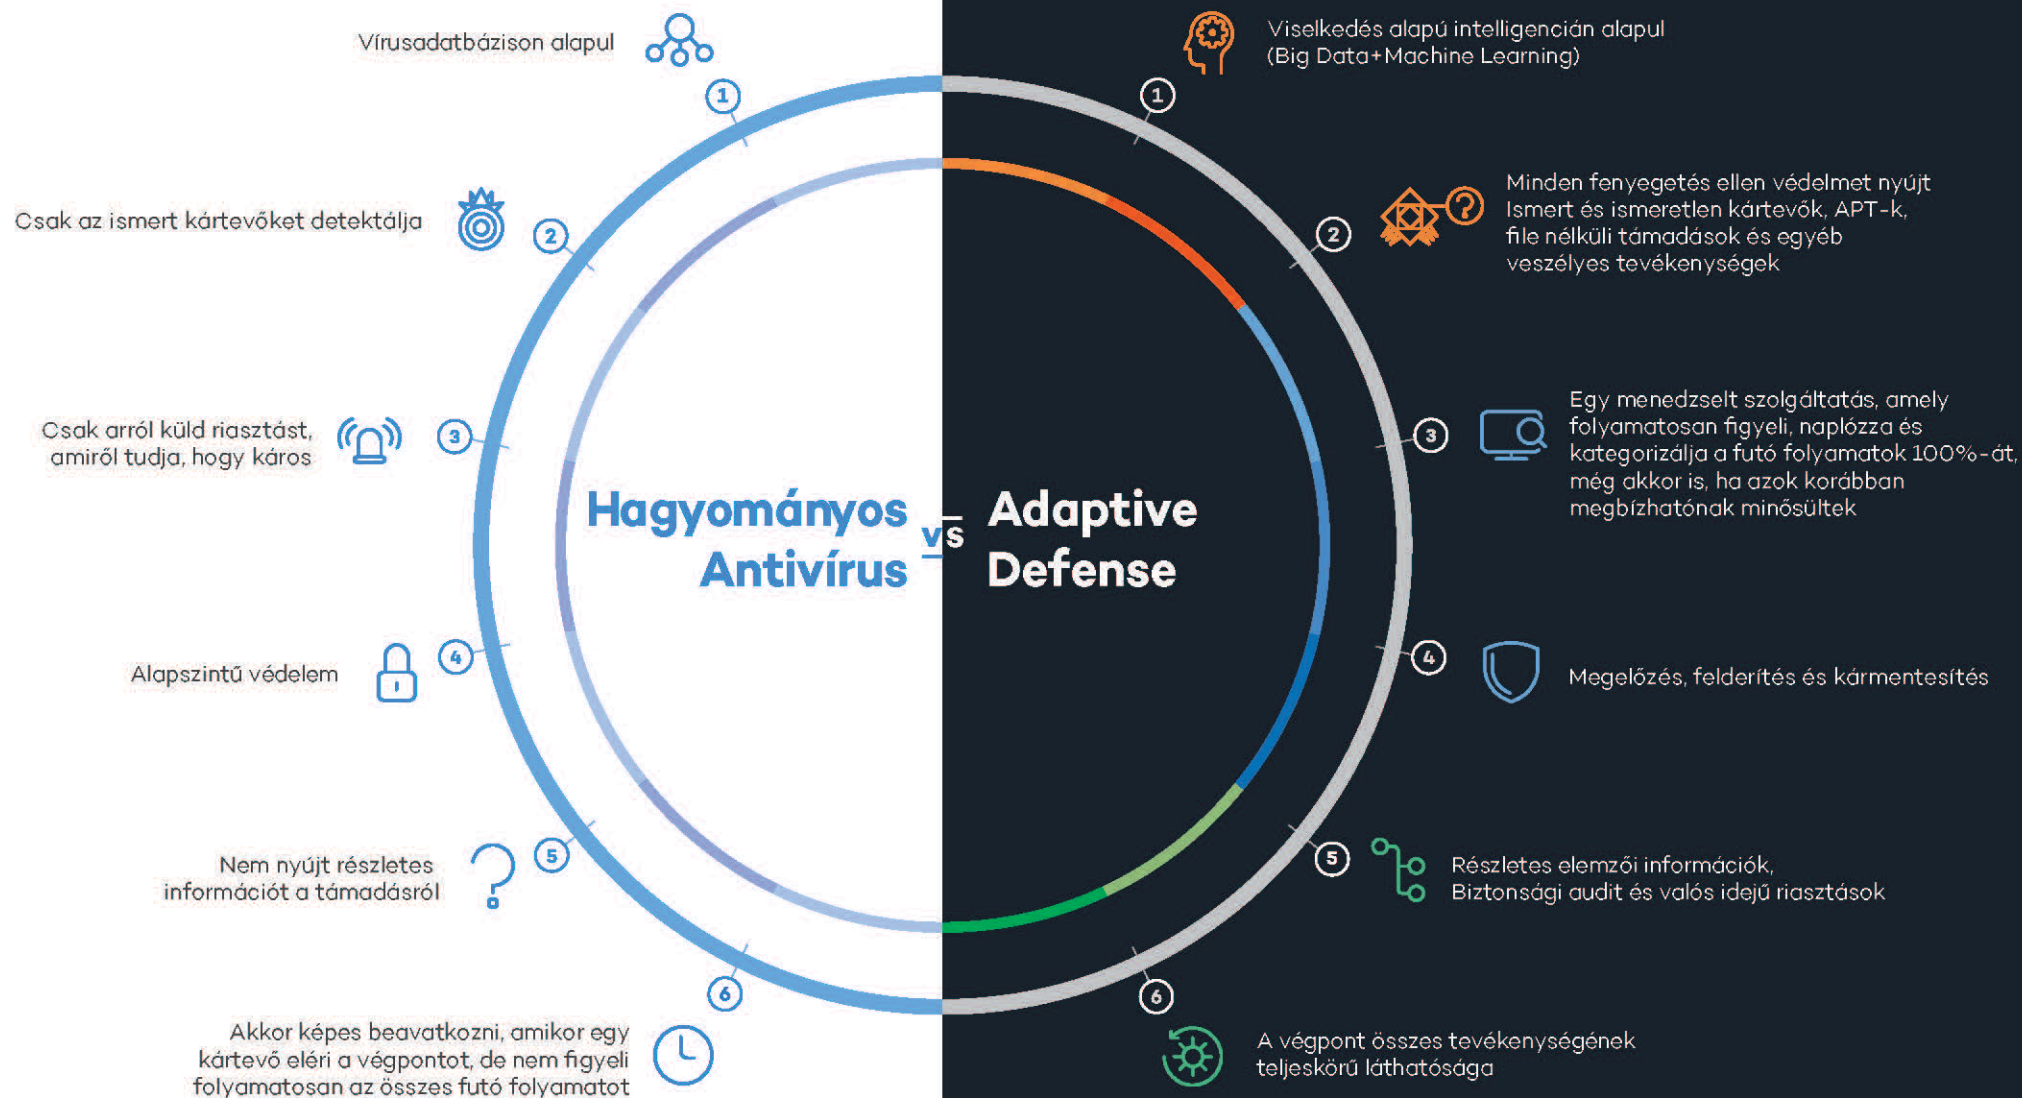 Vírusadatbázison alapul
1
Csak az ismert kártevőket detektálja
2
Csak arról küld riasztást,
amiről tudja, hogy káros
3
Alapszintű védelem
4
Nem nyújt részletes
információt a támadásról
5
6
Akkor képes beavatkozni, amikor egy
kártevő eléri a végpontot, de nem figyeli
folyamatosan az összes futó folyamatot
Hagyományos
Antivírus
vs
Adaptive
Defense
Viselkedés alapú intelligencián alapul
(Big Data+Machine Learning)
1
Minden fenyegetés ellen védelmet nyújt
Ismert és ismeretlen kártevők, APT-k,
file nélküli támadások és egyéb
veszélyes tevékenységek
2
Egy menedzselt szolgáltatás, amely
folyamatosan figyeli, naplózza és
kategorizálja a futó folyamatok 100%-át,
még akkor is, ha azok korábban
megbízhatónak minősültek
3
4
Megelőzés, felderítés és kármentesítés
5
Részletes elemzői információk,
Biztonsági audit és valós idejű riasztások
6
A végpont összes tevékenységének
teljeskörű láthatósága